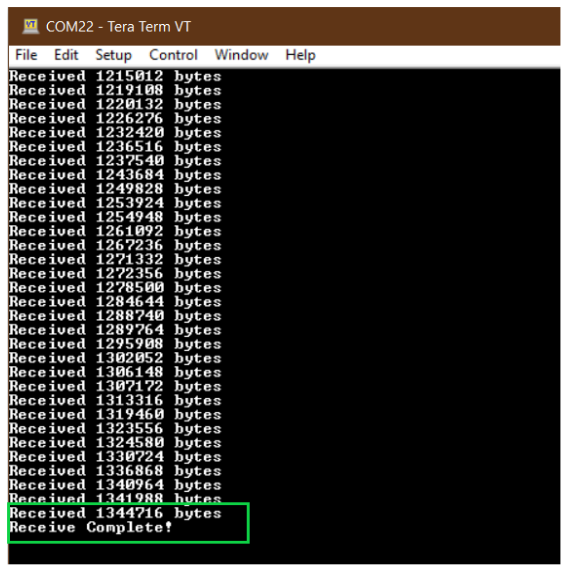 COM22 - Tera Term VT
File Edit Setup Control Window Help
Received 1215012 bytes
Received 1219108 bytes
Received 1220132 bytes
Received 1226276 bytes
Received 1232420 bytes
Received 1236516 bytes
Received 1237540 bytes
Received 1243684 bytes
Received 1249828 bytes
Received 1253924 bytes
Received 1254948 bytes
Received 1261092 bytes
Received 1267236 bytes
Received 1271332 bytes
Received 1272356 bytes
Received 1278500 bytes
Received 1284644 bytes
Received 1288740 bytes
Received 1289764 bytes
Received 1295908 bytes
Received 1302052 bytes
Received 1306148 bytes
Received 1307172 bytes
Received 1313316 bytes
Received 1319460 bytes
Received 1323556 bytes
Received 1324580 bytes
Received 1330724 bytes
Received 1336868 bytes
Received 1340964 bytes
Received 1341988 bytes
Received 1344716 bytes
Receive Complete!